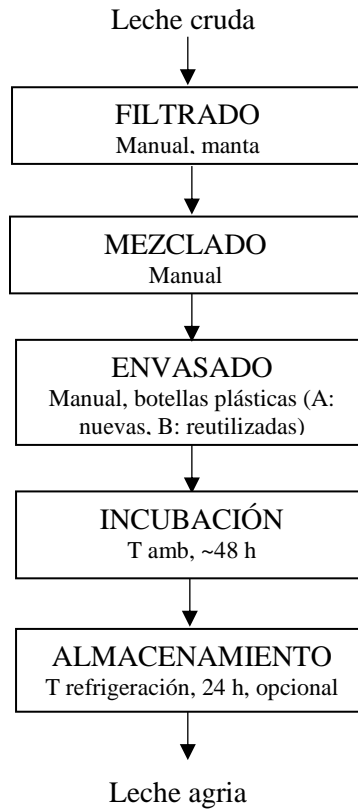 Leche cruda
FILTRADO
Manual, manta
MEZCLADO
Manual
ENVASADO
Manual, botellas plásticas (A:
nuevas, B: reutilizadas)
INCUBACIÓN
T amb, ~48 h
ALMACENAMIENTO
T refrigeración, 24 h, opcional
Leche agria